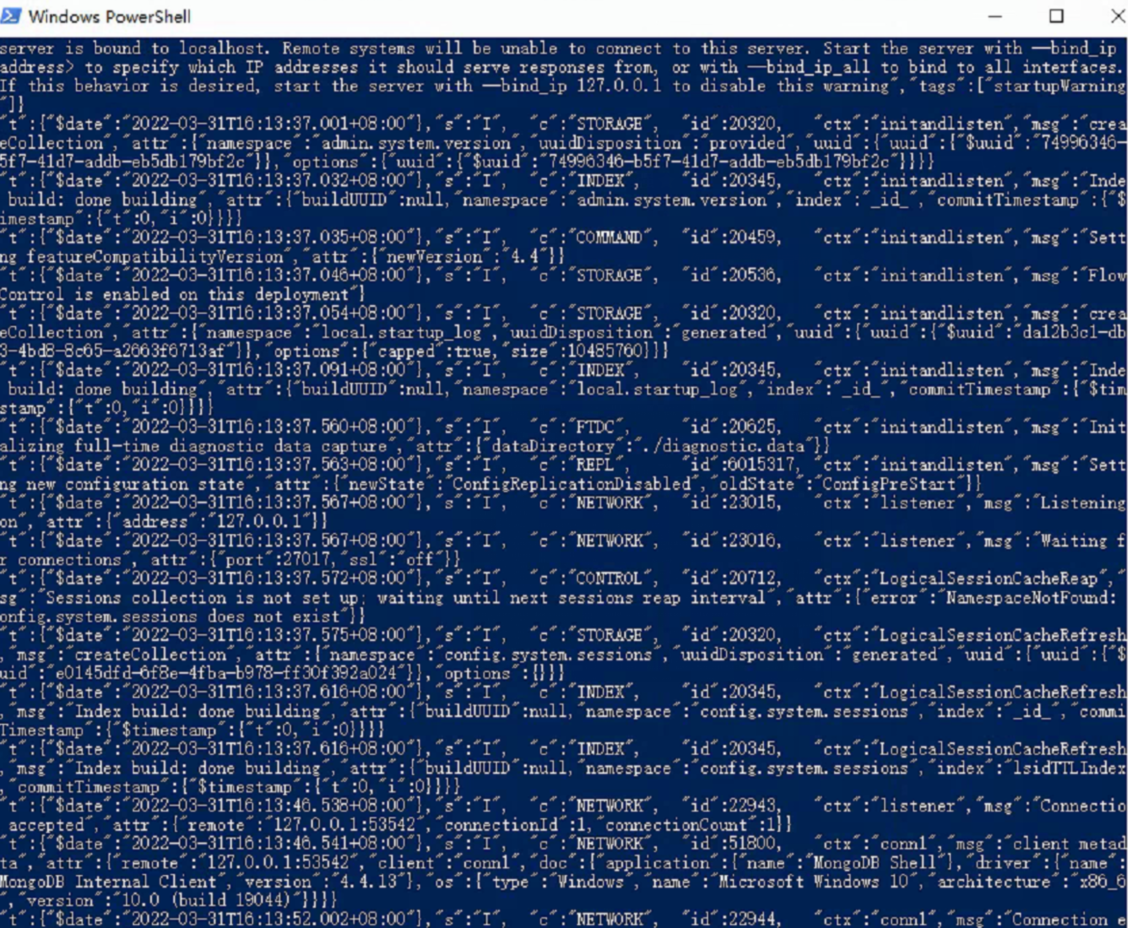 Windows PowerShell
server is bound to localhost. Remote systems will be unable to connect to this server. Start the server with --bind_ip
address> to specify which IP addresses it should serve responses from, or with --bind_ip_all to bind to all interfaces.
If this behavior is desired, start the server with --bind_ip 127.0.0.1 to disable this warning","tags":["startupWarning
"]}
"t":{"$date":"2022-03-31T16:13:37.001+08:00"},"s":"I", "c":"STORAGE", "id":20320, "ctx":"initandlisten","msg":"crea
eCollection","attr":{"namespace":"admin.system.version","uuidDisposition":"provided","uuid":{"uuid":{"$uuid":"74996346-
5f7-41d7-addb-eb5db179bf2c"}},"options":{"uuid":{"$uuid":"74996346-b5f7-41d7-addb-eb5db179bf2c"}}}}
"t":{"$date":"2022-03-31T16:13:37.032+08:00"},"s":"I", "c":"INDEX", "id":20345, "ctx":"initandlisten","msg":"Inde
 build: done building","attr":{"buildUUID":null,"namespace":"admin.system.version","index":"_id_","commitTimestamp":{"$
imestamp":{"t":0,"i":0}}}}
"t":{"$date":"2022-03-31T16:13:37.035+08:00"},"s":"I", "c":"COMMAND", "id":20459, "ctx":"initandlisten","msg":"Sett
ng featureCompatibilityVersion","attr":{"newVersion":"4.4"}}
"t":{"$date":"2022-03-31T16:13:37.046+08:00"},"s":"I", "c":"STORAGE", "id":20536, "ctx":"initandlisten","msg":"Flow
Control is enabled on this deployment"}
"t":{"$date":"2022-03-31T16:13:37.054+08:00"},"s":"I", "c":"STORAGE", "id":20320, "ctx":"initandlisten","msg":"crea
eCollection","attr":{"namespace":"local.startup_log","uuidDisposition":"generated","uuid":{"uuid":{"$uuid":"da12b3c1-db
3-4bd8-8c65-a2663f6713af"}},"options":{"capped":true,"size":10485760}}}
"t":{"$date":"2022-03-31T16:13:37.091+08:00"},"s":"I", "c":"INDEX", "id":20345, "ctx":"initandlisten","msg":"Inde
 build: done building","attr":{"buildUUID":null,"namespace":"local.startup_log","index":"_id_","commitTimestamp":{"$tim
stamp":{"t":0,"i":0}}}}
"t":{"$date":"2022-03-31T16:13:37.560+08:00"},"s":"I", "c":"FTDC", "id":20625, "ctx":"initandlisten","msg":"Init
alizing full-time diagnostic data capture","attr":{"dataDirectory":"./diagnostic.data"}}
"t":{"$date":"2022-03-31T16:13:37.563+08:00"},"s":"I", "c":"REPL", "id":6015317, "ctx":"initandlisten","msg":"Sett
ng new configuration state","attr":{"newState":"ConfigReplicationDisabled","oldState":"ConfigPreStart"}}
"t":{"$date":"2022-03-31T16:13:37.567+08:00"},"s":"I", "c":"NETWORK", "id":23015, "ctx":"listener","msg":"Listening
on","attr":{"address":"127.0.0.1"}}
"t":{"$date":"2022-03-31T16:13:37.567+08:00"},"s":"I", "c":"NETWORK", "id":23016, "ctx":"listener","msg":"Waiting f
r connections","attr":{"port":27017,"ssl":"off"}}
"t":{"$date":"2022-03-31T16:13:37.572+08:00"},"s":"I", "c":"CONTROL", "id":20712, "ctx":"LogicalSessionCacheReap","
sg":"Sessions collection is not set up; waiting until next sessions reap interval","attr":{"error":"NamespaceNotFound:
onfig.system.sessions does not exist"}}
"t":{"$date":"2022-03-31T16:13:37.575+08:00"},"s":"I", "c":"STORAGE", "id":20320, "ctx":"LogicalSessionCacheRefresh
,"msg":"createCollection","attr":{"namespace":"config.system.sessions","uuidDisposition":"generated","uuid":{"uuid":{"$
uid":"e0145dfd-6f8e-4fba-b978-ff30f392a024"}},"options":{}}}
"t":{"$date":"2022-03-31T16:13:37.616+08:00"},"s":"I", "c":"INDEX", "id":20345, "ctx":"LogicalSessionCacheRefresh
,"msg":"Index build: done building","attr":{"buildUUID":null,"namespace":"config.system.sessions","index":"_id_","commi
Timestamp":{"$timestamp":{"t":0,"i":0}}}}
"t":{"$date":"2022-03-31T16:13:37.616+08:00"},"s":"I", "c":"INDEX", "id":20345, "ctx":"LogicalSessionCacheRefresh
,"msg":"Index build: done building","attr":{"buildUUID":null,"namespace":"config.system.sessions","index":"lsidTTLIndex
,"commitTimestamp":{"$timestamp":{"t":0,"i":0}}}}
"t":{"$date":"2022-03-31T16:13:46.538+08:00"},"s":"I", "c":"NETWORK", "id":22943, "ctx":"listener","msg":"Connectio
 accepted","attr":{"remote":"127.0.0.1:53542","connectionId":1,"connectionCount":1}}
"t":{"$date":"2022-03-31T16:13:46.541+08:00"},"s":"I", "c":"NETWORK", "id":51800, "ctx":"conn1","msg":"client metad
ta","attr":{"remote":"127.0.0.1:53542","client":"conn1","doc":{"application":{"name":"MongoDB Shell"},"driver":{"name":
MongoDB Internal Client","version":"4.4.13"},"os":{"type":"Windows","name":"Microsoft Windows 10","architecture":"x86_6
","version":"10.0 (build 19044)"}}}}
"t":{"$date":"2022-03-31T16:13:52.002+08:00"},"s":"I", "c":"NETWORK", "id":22944, "ctx":"conn1","msg":"Connection e